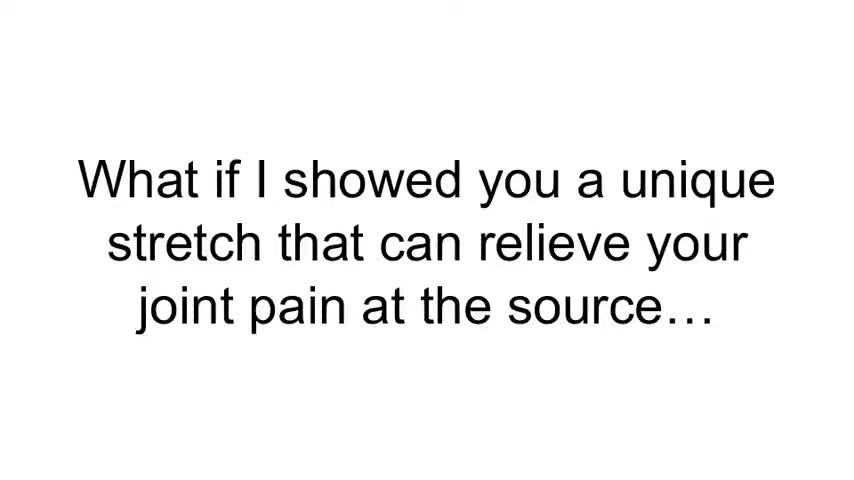 What if I showed you a unique
stretch that can relieve your
joint pain at the source…